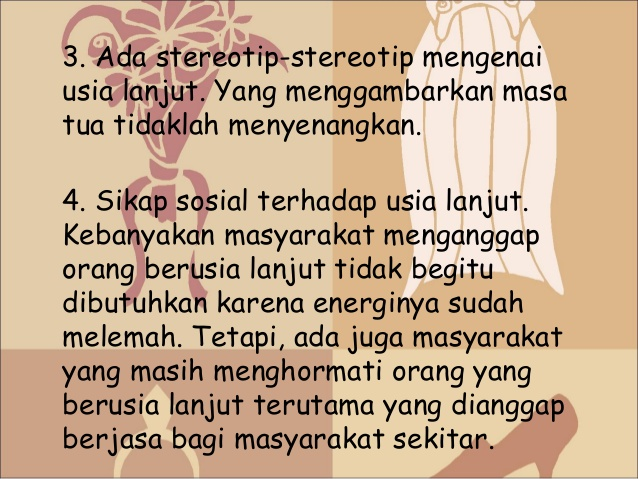 3. Ada stereotip-stereotip mengenai
usia lanjut. Yang menggambarkan masa
tua tidaklah menyenangkan.
4. Sikap sosial terhadap usia lanjut.
Kebanyakan masyarakat menganggap
orang berusia lanjut tidak begitu
dibutuhkan karena energinya sudah
melemah. Tetapi, ada juga masyarakat
yang masih menghormati orang yang
berusia lanjut terutama yang dianggap
berjasa bagi masyarakat sekitar.